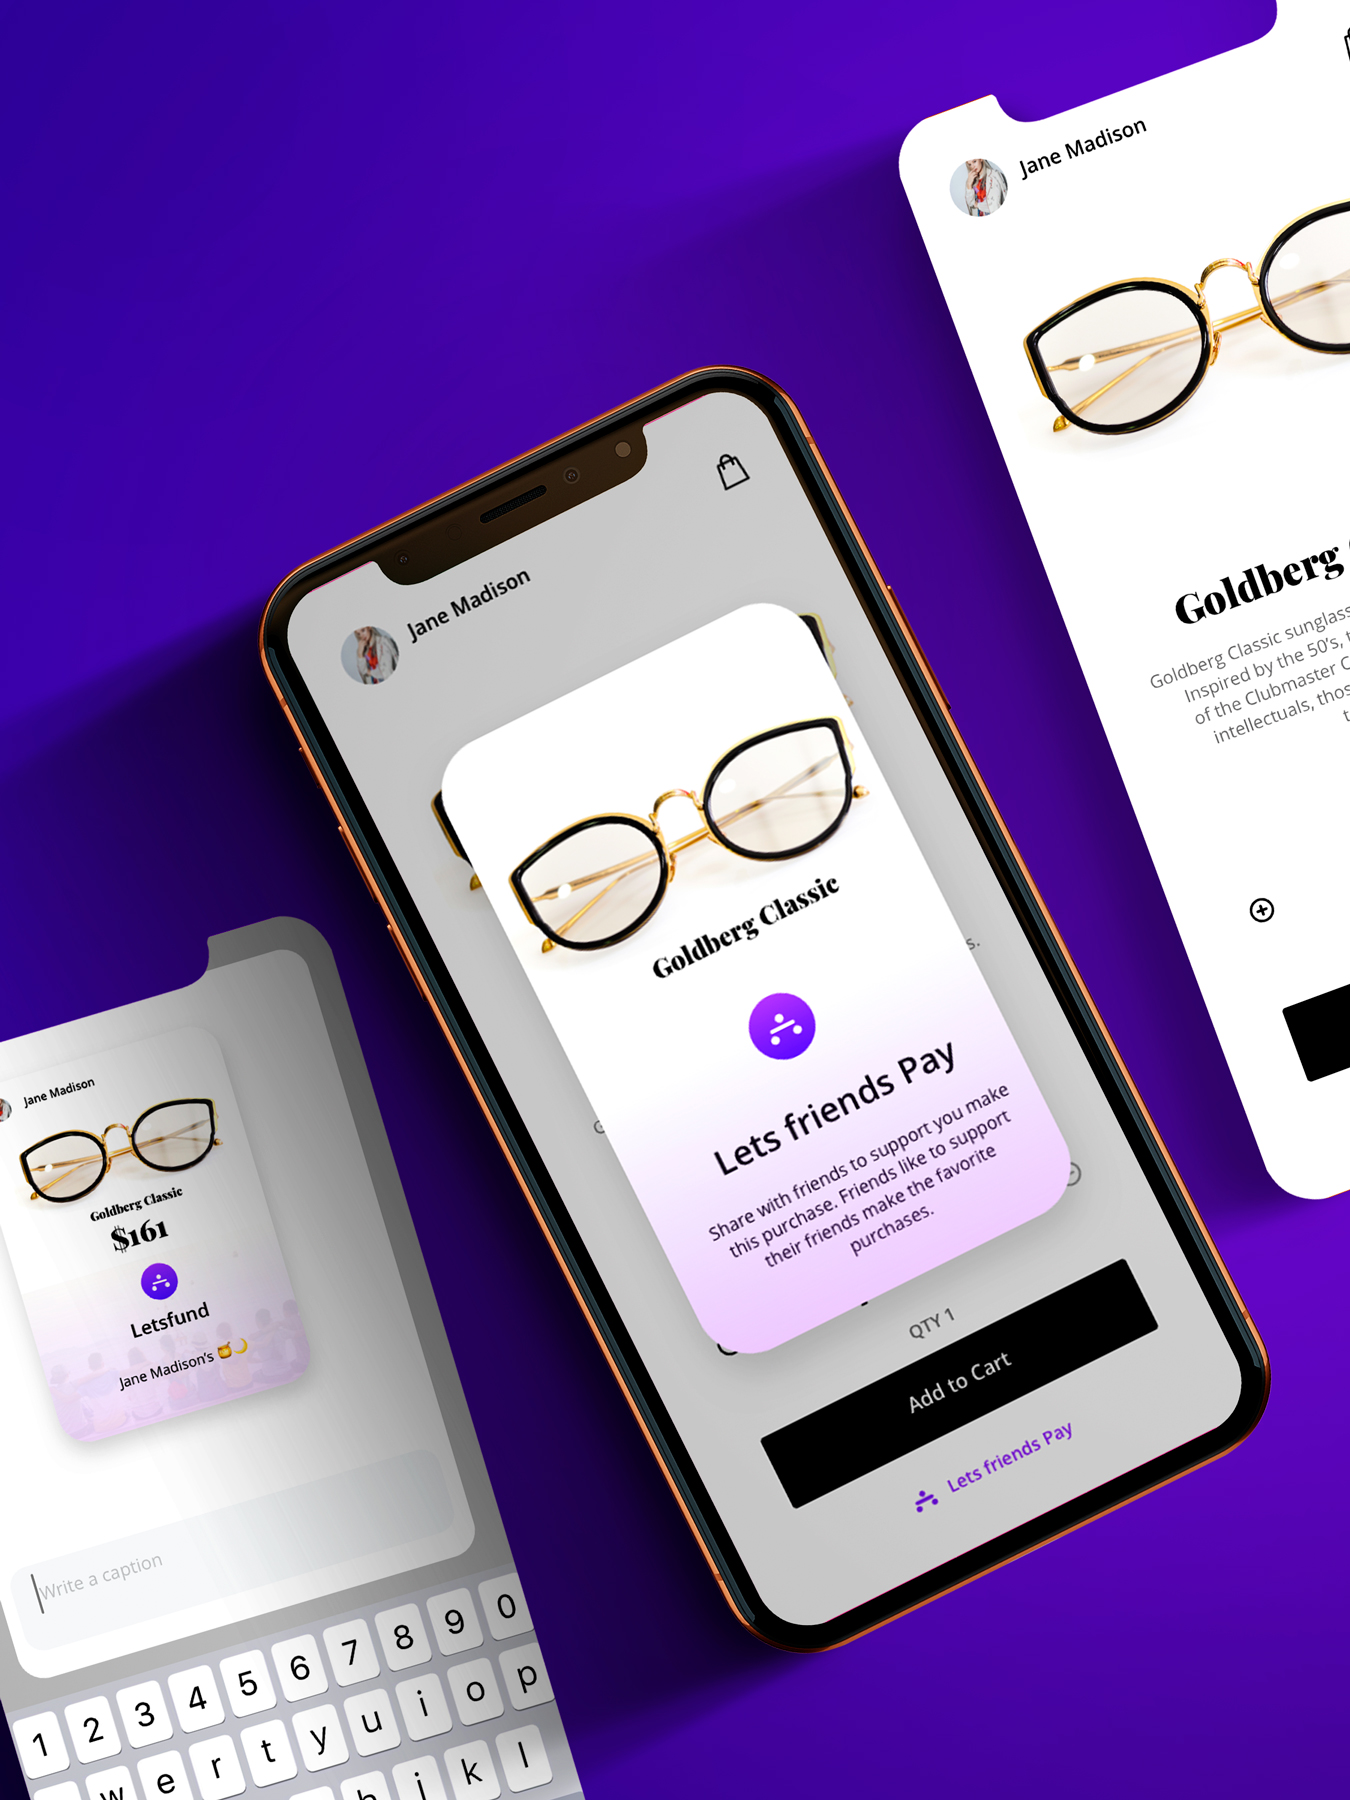 Jane Madison
Goldberg
Goldberg Classic sunglass
Inspired by the 50's,
of the Clubmaster
intellectuals, thos
Jane Madison
Goldberg Classic
Lets friends Pay
Share with friends to support you make
this purchase. Friends like to support
their friends make the favorite
purchases.
QTY 1
Add to Cart
Lets friends Pay
Jane Madison
Goldberg Classic
$161
Letsfund
Jane Madison's 🍯🌙
Write a caption
1 2 3 4 5 6 7 8 9 0
w e r t y u i o p
h j k l